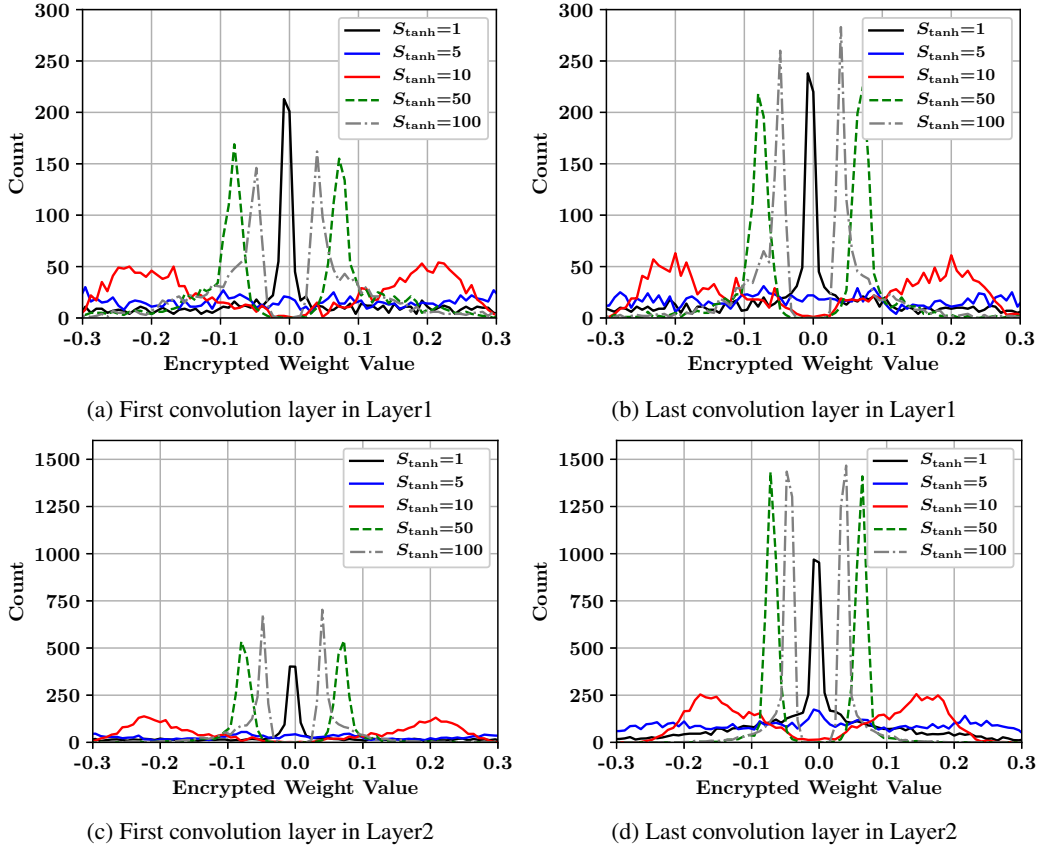 300
250
200
150
100
50
0
Count
-0.3 -0.2 -0.1 0.0 0.1 0.2 0.3
Encrypted Weight Value
S_tanh=1
S_tanh=5
S_tanh=10
S_tanh=50
S_tanh=100
(a) First convolution layer in Layer1
300
250
200
150
100
50
0
Count
-0.3 -0.2 -0.1 0.0 0.1 0.2 0.3
Encrypted Weight Value
S_tanh=1
S_tanh=5
S_tanh=10
S_tanh=50
S_tanh=100
(b) Last convolution layer in Layer1
1500
1250
1000
750
500
250
0
Count
-0.3 -0.2 -0.1 0.0 0.1 0.2 0.3
Encrypted Weight Value
S_tanh=1
S_tanh=5
S_tanh=10
S_tanh=50
S_tanh=100
(c) First convolution layer in Layer2
1500
1250
1000
750
500
250
0
Count
-0.3 -0.2 -0.1 0.0 0.1 0.2 0.3
Encrypted Weight Value
S_tanh=1
S_tanh=5
S_tanh=10
S_tanh=50
S_tanh=100
(d) Last convolution layer in Layer2